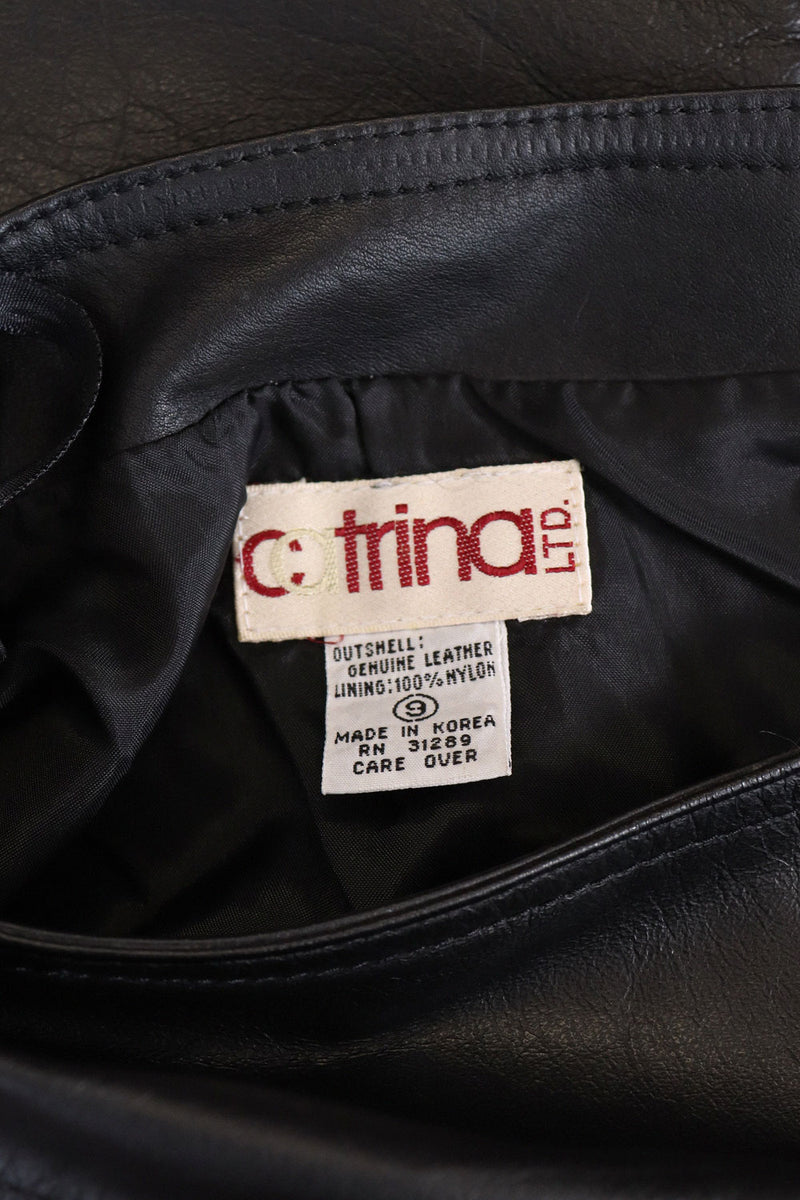 catrina LTD.
OUTSHELL:
GENUINE LEATHER
LINING:100% NYLON
9
MADE IN KOREA
RN 31289
CARE OVER